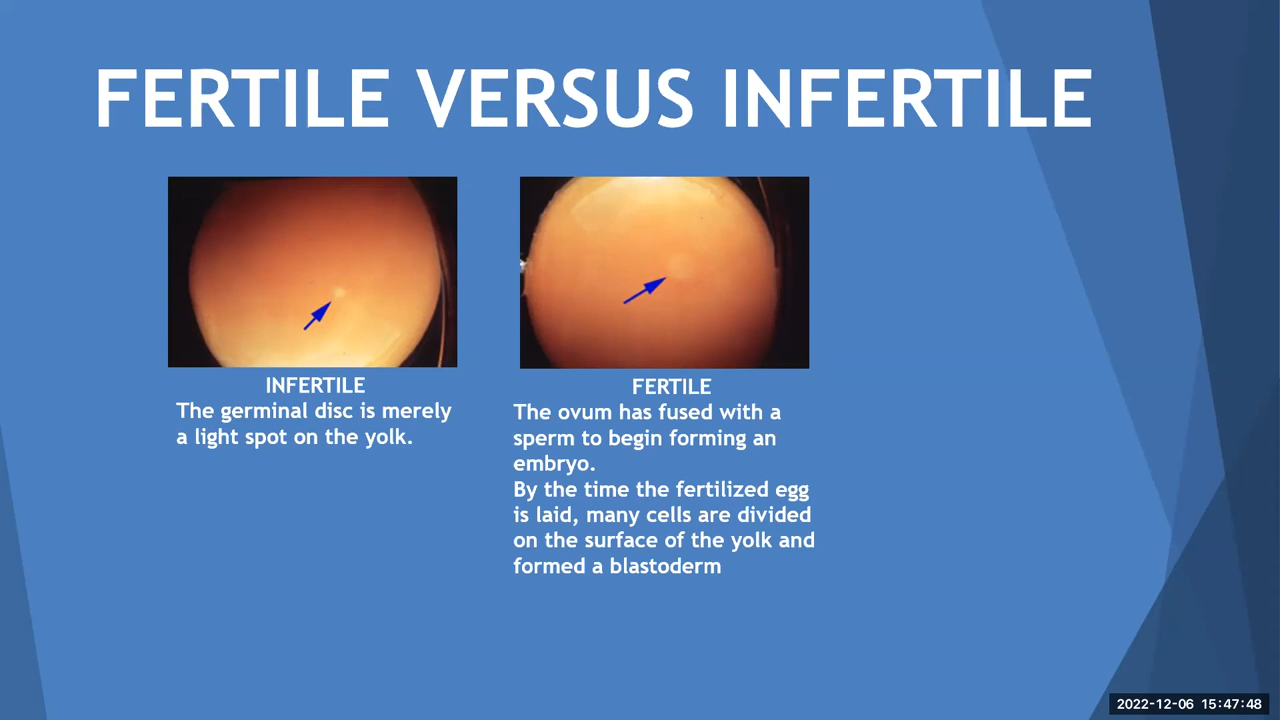 FERTILE VERSUS INFERTILE
INFERTILE
The germinal disc is merely
a light spot on the yolk.
FERTILE
The ovum has fused with a
sperm to begin forming an
embryo.
By the time the fertilized egg
is laid, many cells are divided
on the surface of the yolk and
formed a blastoderm
2022-12-06 15:47:48